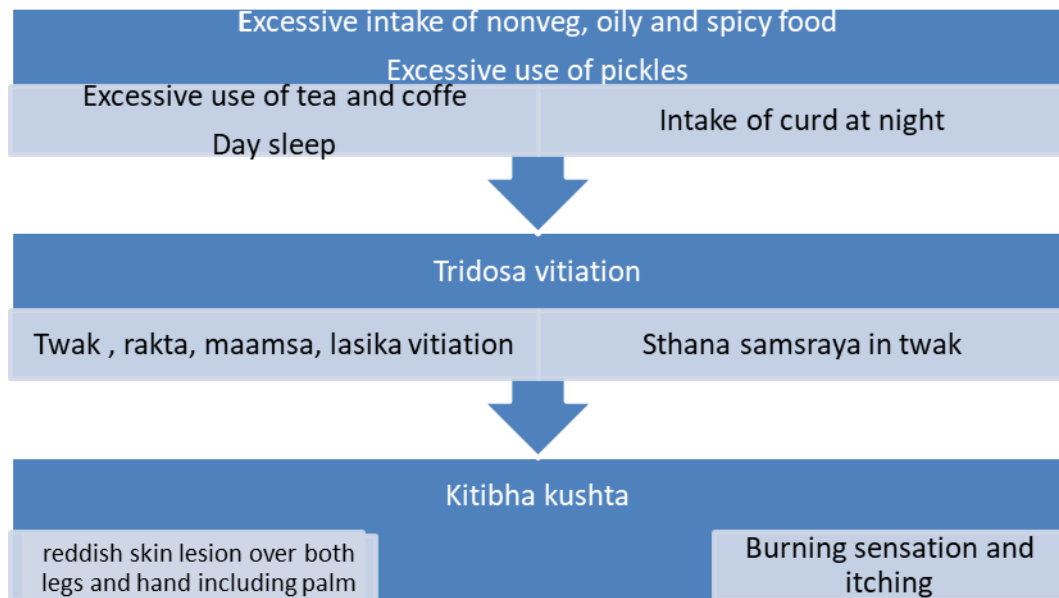 Excessive intake of nonveg, oily and spicy food
Excessive use of pickles
Excessive use of tea and coffe
Day sleep
Intake of curd at night
Tridosa vitiation
Twak , rakta, maamsa, lasika vitiation
Sthana samsraya in twak
Kitibha kushta
reddish skin lesion over both
legs and hand including palm
Burning sensation and
itching